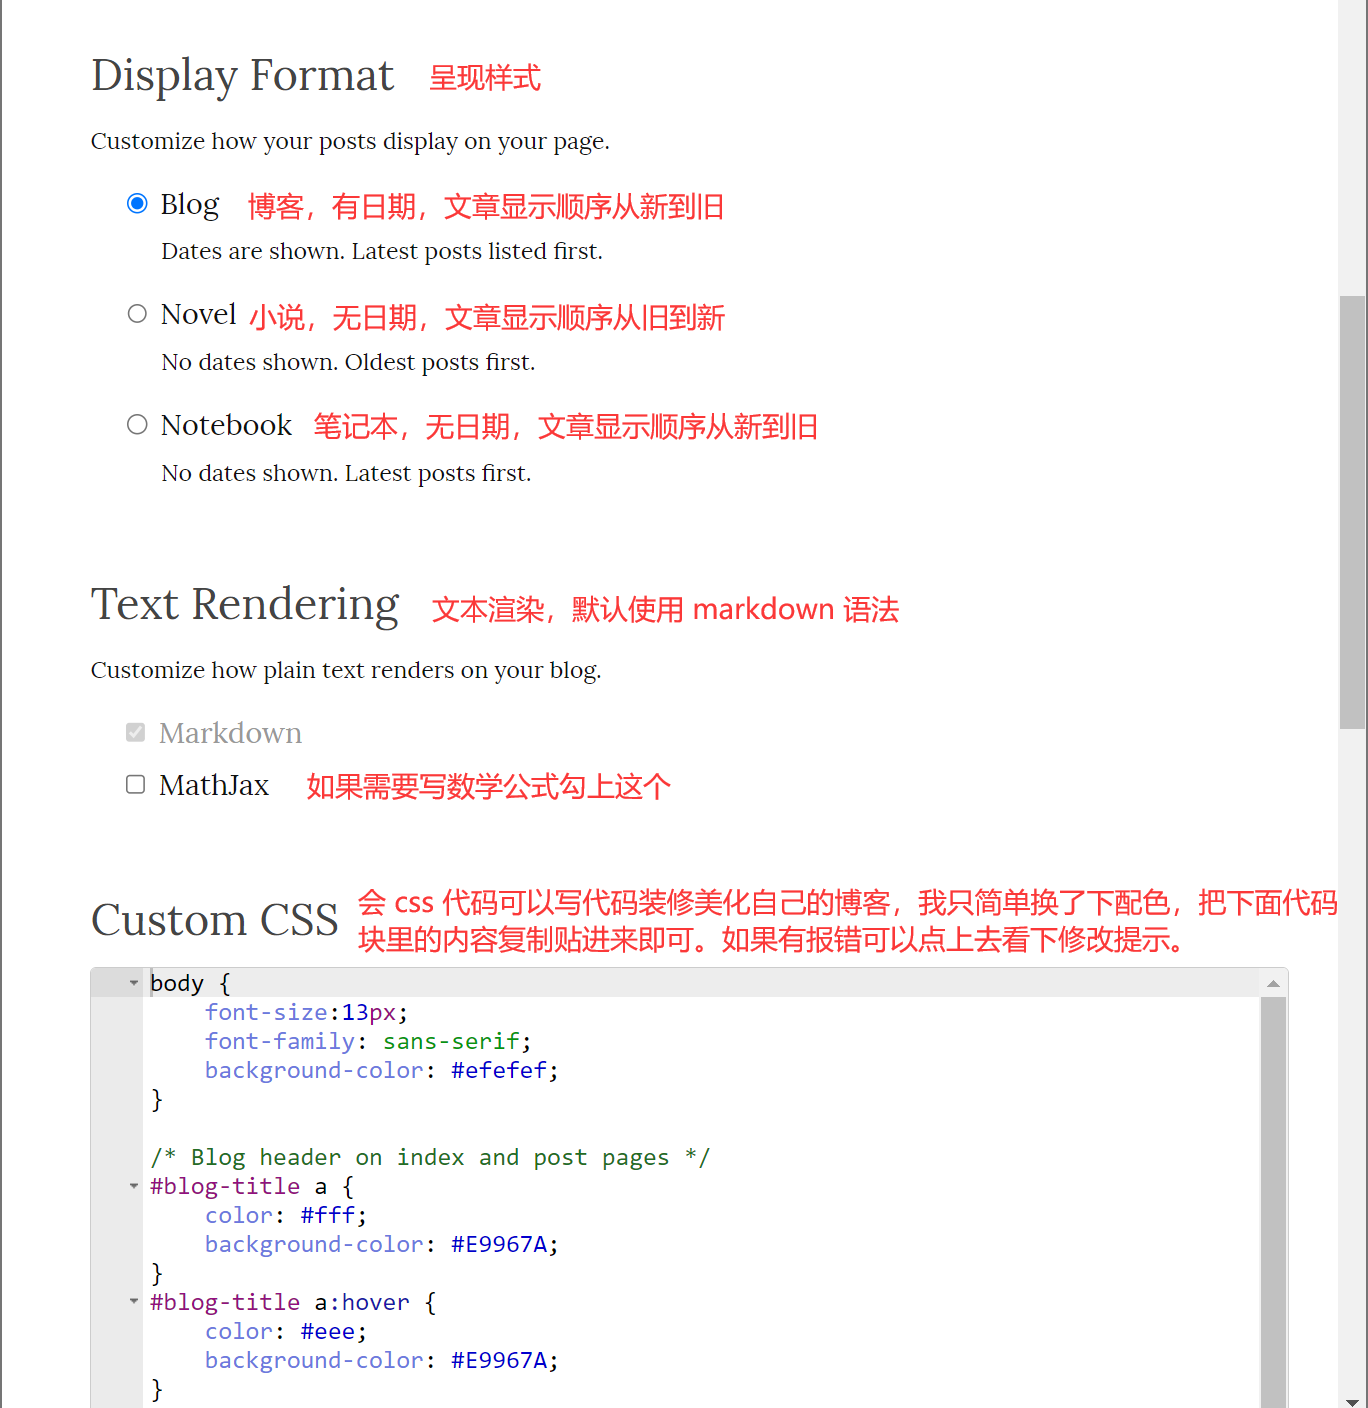 Display Format 呈现样式
Customize how your posts display on your page.
Blog 博客，有日期，文章显示顺序从新到旧
Dates are shown. Latest posts listed first.
Novel 小说，无日期，文章显示顺序从旧到新
No dates shown. Oldest posts first.
Notebook 笔记本，无日期，文章显示顺序从新到旧
No dates shown. Latest posts first.
Text Rendering 文本渲染，默认使用 markdown 语法
Customize how plain text renders on your blog.
Markdown
MathJax 如果需要写数学公式勾上这个
Custom CSS 会 css 代码可以写代码装修美化自己的博客，我只简单换了下配色，把下面代码
块里的内容复制贴进来即可。如果有报错可以点上去看下修改提示。
body {
    font-size:13px;
    font-family: sans-serif;
    background-color: #efefef;
}
/* Blog header on index and post pages */
#blog-title a {
    color: #fff;
    background-color: #E9967A;
}
#blog-title a:hover {
    color: #eee;
    background-color: #E9967A;
}